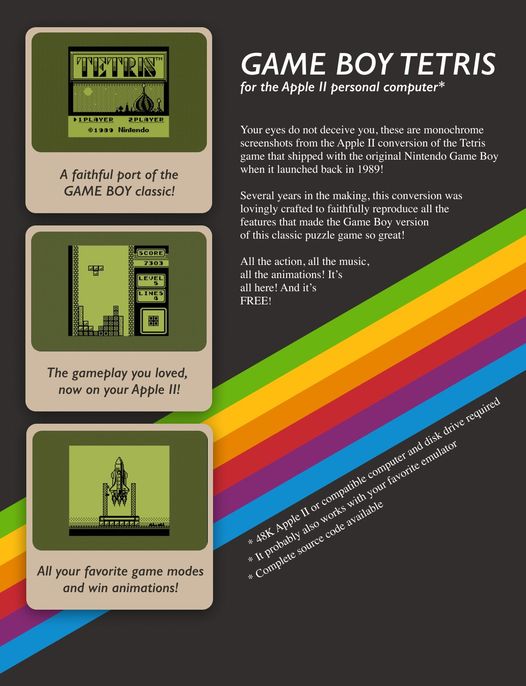 TETRIS
1PLAYER 2PLAYER
©1989 Nintendo
A faithful port of the
GAME BOY classic!
SCORE
7303
LEVEL
5
LINES
The gameplay you loved,
now on your Apple II!
All your favorite game modes
and win animations!
GAME BOY TETRIS
for the Apple II personal computer*
Your eyes do not deceive you, these are monochrome
screenshots from the Apple II conversion of the Tetris
game that shipped with the original Nintendo Game Boy
when it launched back in 1989!
Several years in the making, this conversion was
lovingly crafted to faithfully reproduce all the
features that made the Game Boy version
of this classic puzzle game so great!
All the action, all the music,
all the animations! It’s
all here! And it’s
FREE!
* 48K Apple II or compatible computer and disk drive required
* It probably also works with your favorite emulator
* Complete source code available